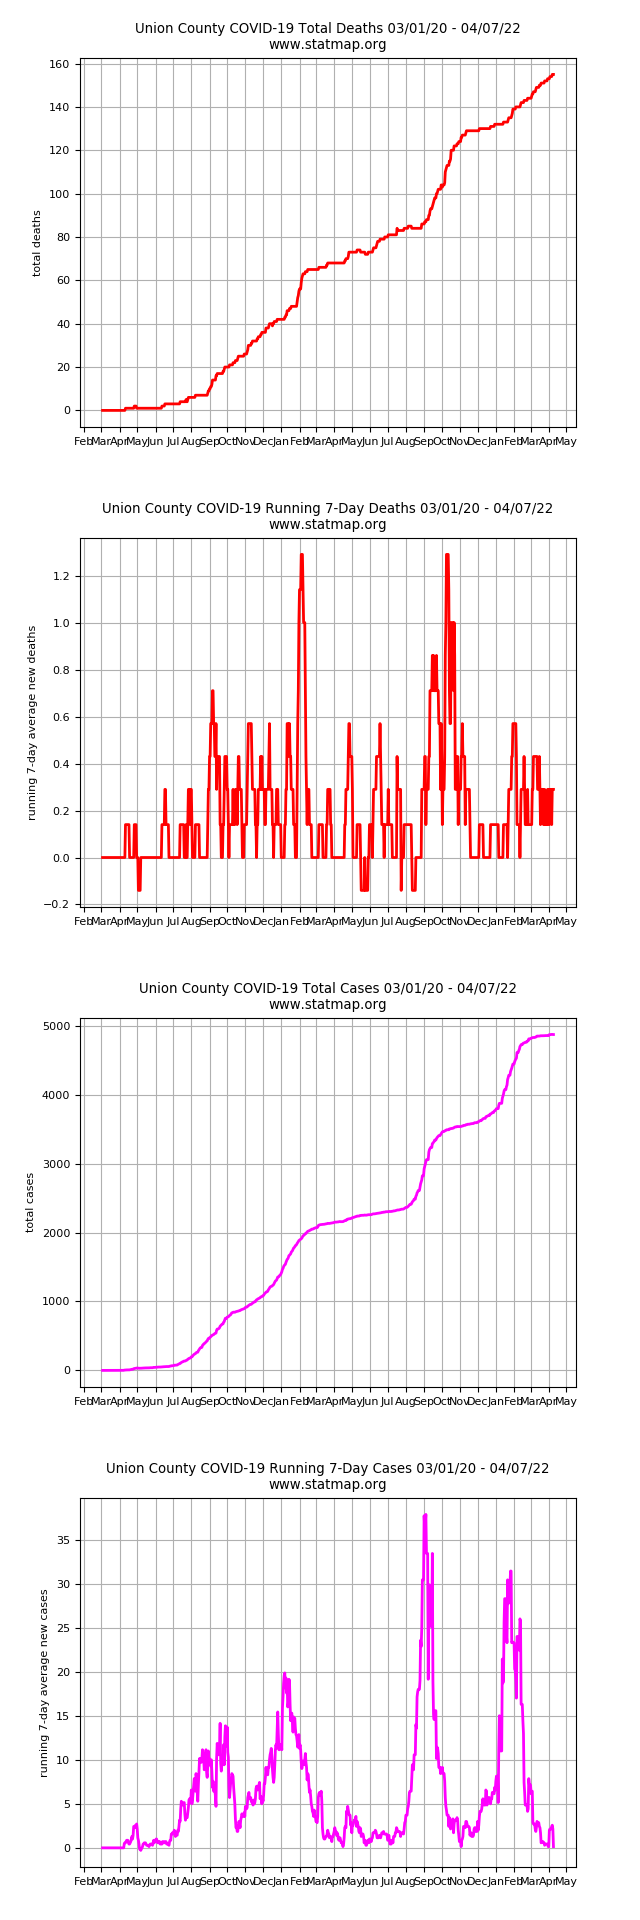 Union County COVID-19 Total Deaths 03/01/20 - 04/07/22
www.statmap.org
160
140
120
100
80
60
40
20
0
total deaths
Feb Mar Apr May Jun Jul Aug Sep Oct Nov Dec Jan Feb Mar Apr May Jun Jul Aug Sep Oct Nov Dec Jan Feb Mar Apr May
Union County COVID-19 Running 7-Day Deaths 03/01/20 - 04/07/22
www.statmap.org
1.2
1.0
0.8
0.6
0.4
0.2
0.0
−0.2
running 7-day average new deaths
Feb Mar Apr May Jun Jul Aug Sep Oct Nov Dec Jan Feb Mar Apr May Jun Jul Aug Sep Oct Nov Dec Jan Feb Mar Apr May
Union County COVID-19 Total Cases 03/01/20 - 04/07/22
www.statmap.org
5000
4000
3000
2000
1000
0
total cases
Feb Mar Apr May Jun Jul Aug Sep Oct Nov Dec Jan Feb Mar Apr May Jun Jul Aug Sep Oct Nov Dec Jan Feb Mar Apr May
Union County COVID-19 Running 7-Day Cases 03/01/20 - 04/07/22
www.statmap.org
35
30
25
20
15
10
5
0
running 7-day average new cases
Feb Mar Apr May Jun Jul Aug Sep Oct Nov Dec Jan Feb Mar Apr May Jun Jul Aug Sep Oct Nov Dec Jan Feb Mar Apr May